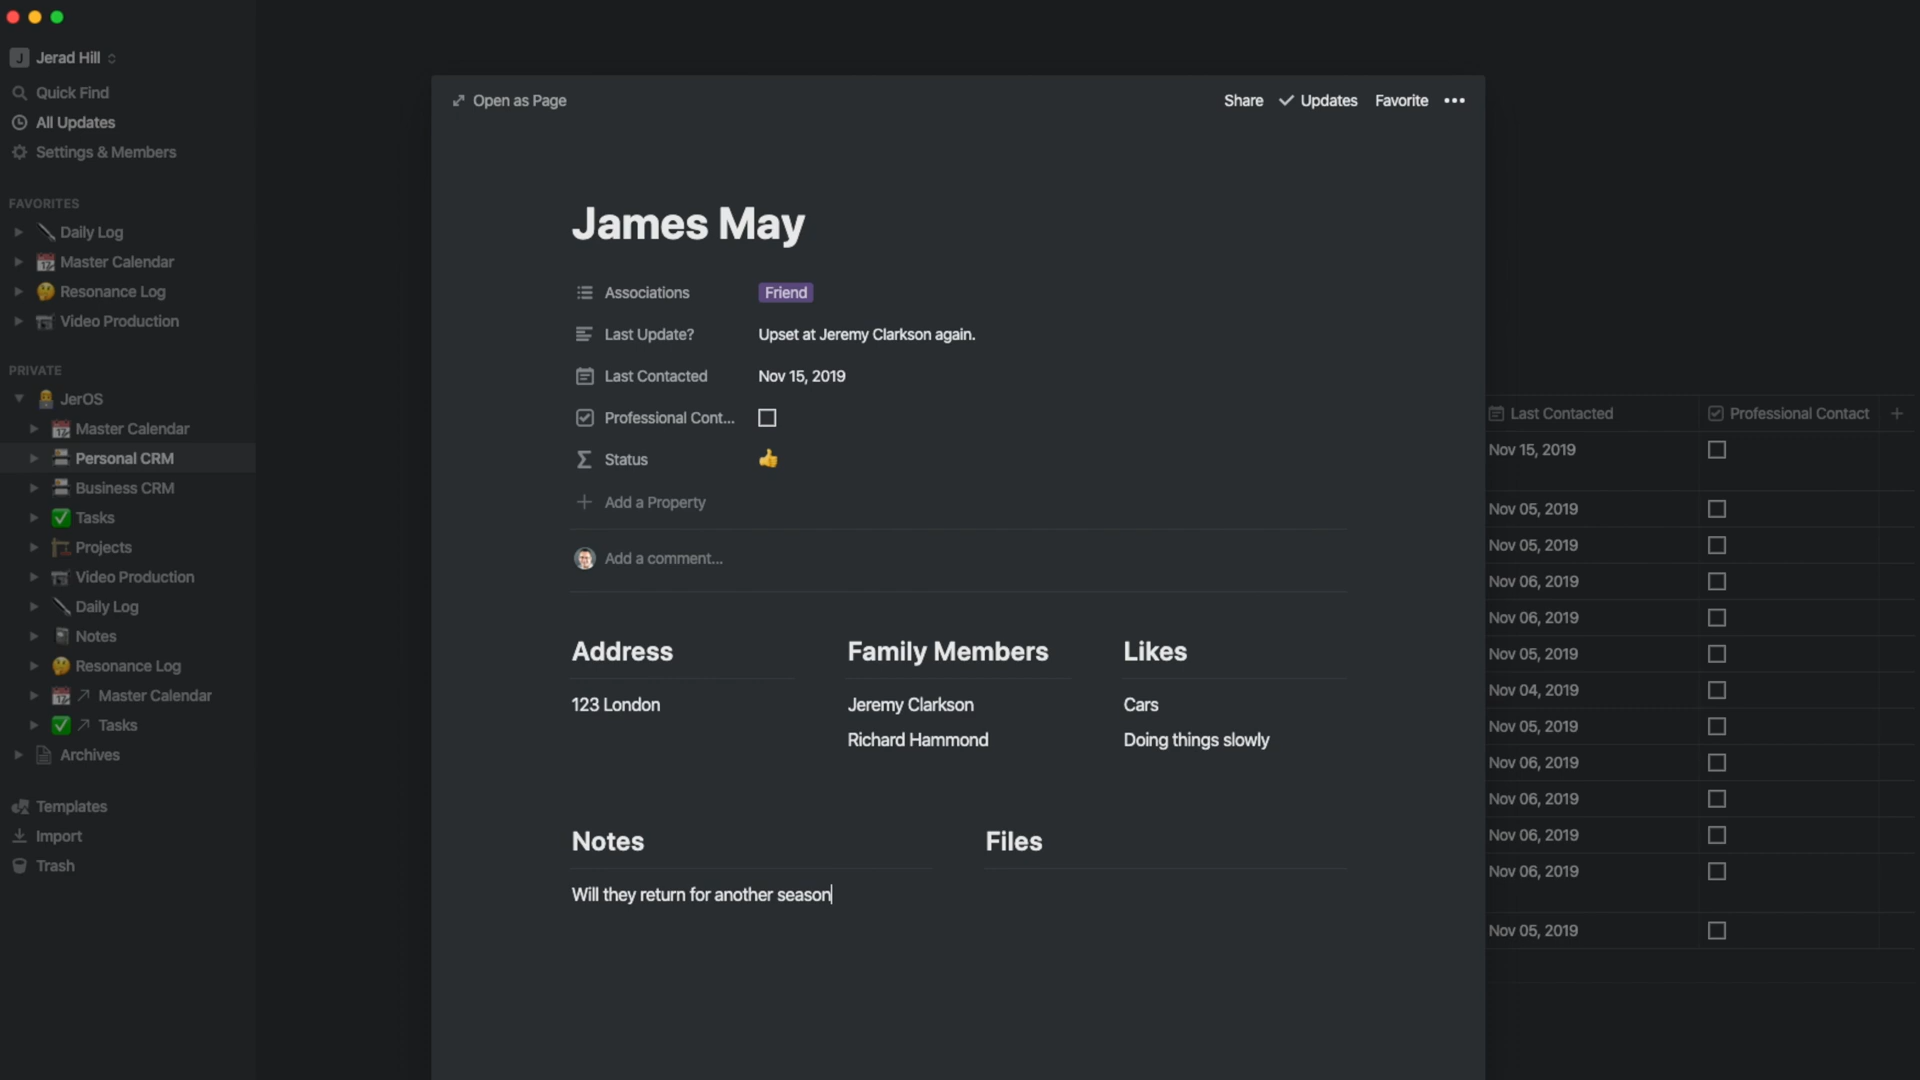 J Jerad Hill
Quick Find
All Updates
Settings & Members
FAVORITES
Daily Log
Master Calendar
Resonance Log
Video Production
PRIVATE
JerOS
Master Calendar
Personal CRM
Business CRM
Tasks
Projects
Video Production
Daily Log
Notes
Resonance Log
Master Calendar
Tasks
Archives
Templates
Import
Trash
Open as Page
Share Updates Favorite •••
James May
Associations Friend
Last Update? Upset at Jeremy Clarkson again.
Last Contacted Nov 15, 2019
Professional Cont...
Status
Add a Property
Add a comment...
Address
123 London
Family Members
Jeremy Clarkson
Richard Hammond
Likes
Cars
Doing things slowly
Notes
Will they return for another season
Files
Last Contacted Professional Contact
Nov 15, 2019
Nov 05, 2019
Nov 05, 2019
Nov 06, 2019
Nov 06, 2019
Nov 05, 2019
Nov 04, 2019
Nov 05, 2019
Nov 06, 2019
Nov 06, 2019
Nov 06, 2019
Nov 06, 2019
Nov 05, 2019